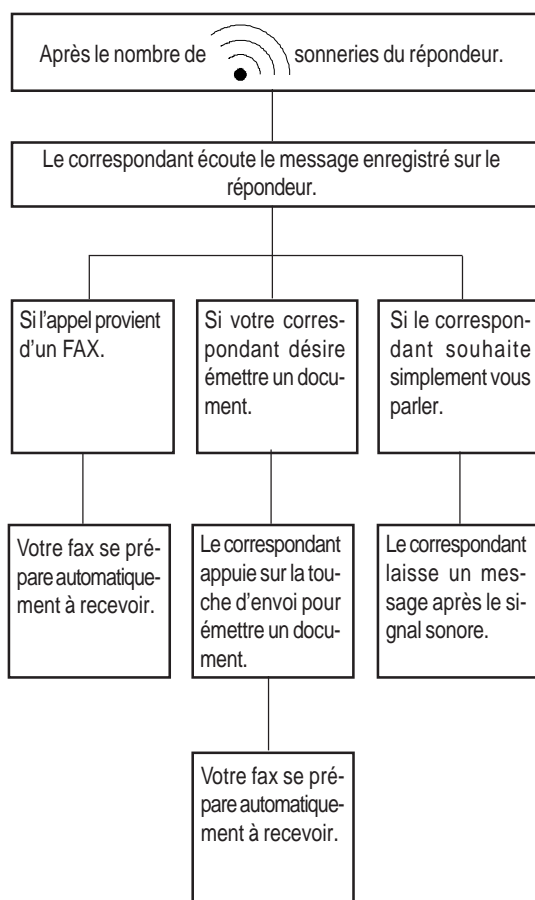 Après le nombre de sonneries du répondeur.
Le correspondant écoute le message enregistré sur le
répondeur.
Si l'appel provient
d'un FAX.
Si votre corres-
pondant désire
émettre un docu-
ment.
Si le correspon-
dant souhaite
simplement vous
parler.
Votre fax se pré-
pare automatique-
ment à recevoir.
Le correspondant
appuie sur la tou-
che d'envoi pour
émettre un docu-
ment.
Le correspondant
laisse un mes-
sage après le si-
gnal sonore.
Votre fax se pré-
pare automatique-
ment à recevoir.